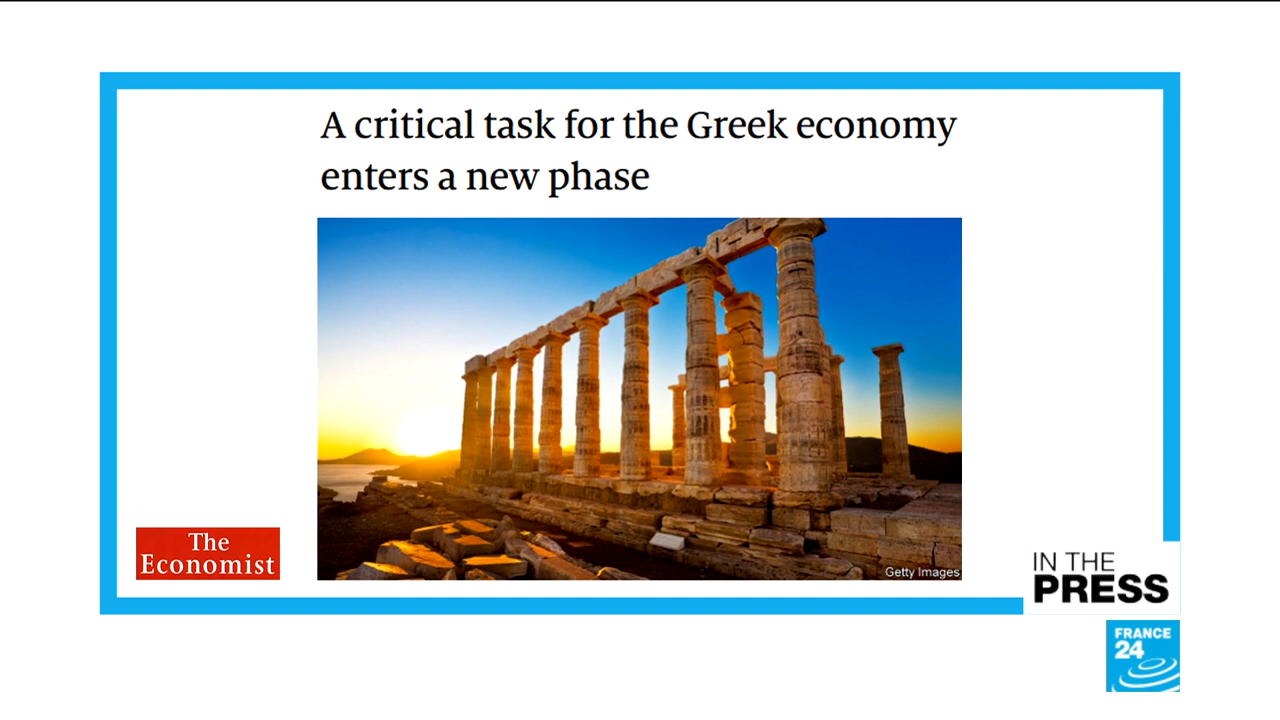 A critical task for the Greek economy
enters a new phase
Getty Images
The
Economist
IN THE
PRESS
FRANCE
24